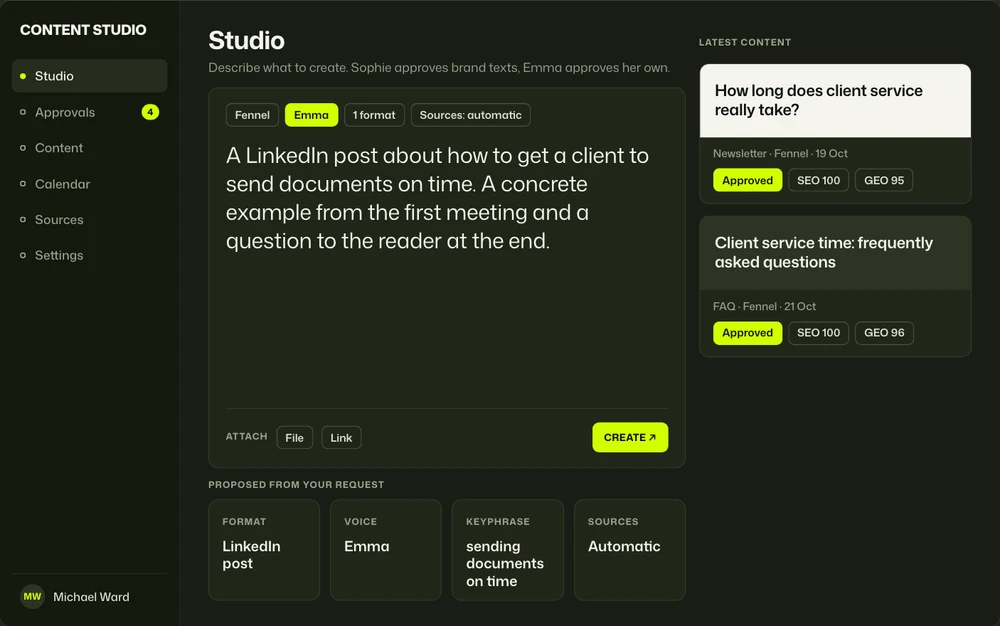 CONTENT STUDIO
Studio
Approvals
4
Content
Calendar
Sources
Settings
MW
Michael Ward
Studio
Describe what to create. Sophie approves brand texts, Emma approves her own.
Fennel
Emma
1 format
Sources: automatic
A LinkedIn post about how to get a client to
send documents on time. A concrete
example from the first meeting and a
question to the reader at the end.
ATTACH
File
Link
CREATE ↗
PROPOSED FROM YOUR REQUEST
FORMAT
LinkedIn
post
VOICE
Emma
KEYPHRASE
sending
documents
on time
SOURCES
Automatic
LATEST CONTENT
How long does client service
really take?
Newsletter · Fennel · 19 Oct
Approved
SEO 100
GEO 95
Client service time: frequently
asked questions
FAQ · Fennel · 21 Oct
Approved
SEO 100
GEO 96